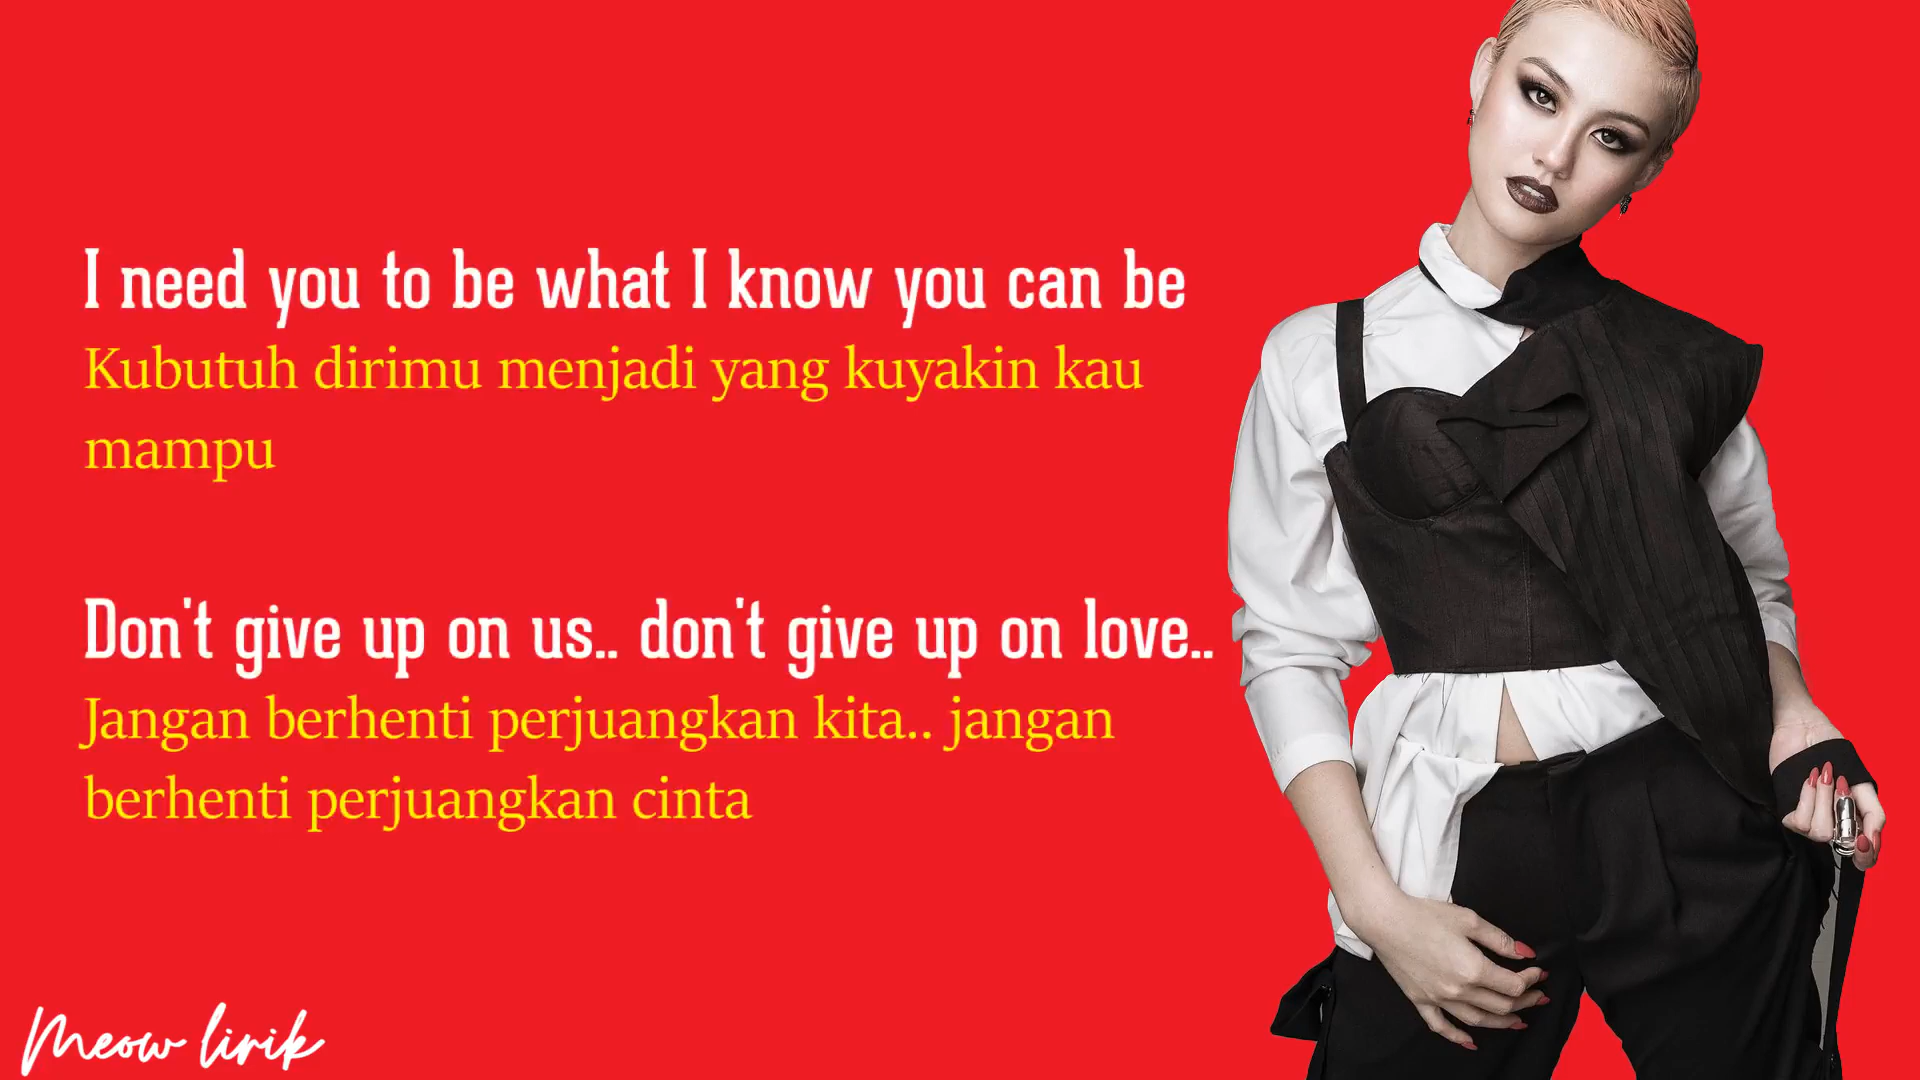 I need you to be what I know you can be
Kubutuh dirimu menjadi yang kuyakin kau
mampu
Don't give up on us.. don't give up on love..
Jangan berhenti perjuangkan kita.. jangan
berhenti perjuangkan cinta
Meow lirik